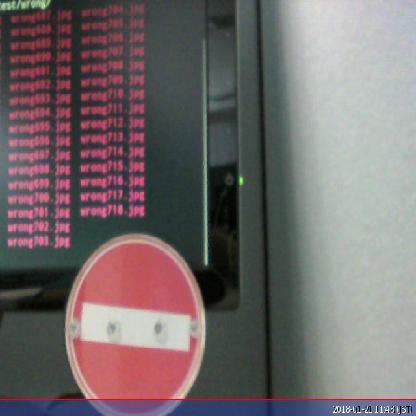 test/wrong/
wrong687.jpg wrong704.jpg
wrong688.jpg wrong705.jpg
wrong689.jpg wrong706.jpg
wrong690.jpg wrong707.jpg
wrong691.jpg wrong708.jpg
wrong692.jpg wrong709.jpg
wrong693.jpg wrong710.jpg
wrong694.jpg wrong711.jpg
wrong695.jpg wrong712.jpg
wrong696.jpg wrong713.jpg
wrong697.jpg wrong714.jpg
wrong698.jpg wrong715.jpg
wrong699.jpg wrong716.jpg
wrong700.jpg wrong717.jpg
wrong701.jpg wrong718.jpg
wrong702.jpg
wrong703.jpg